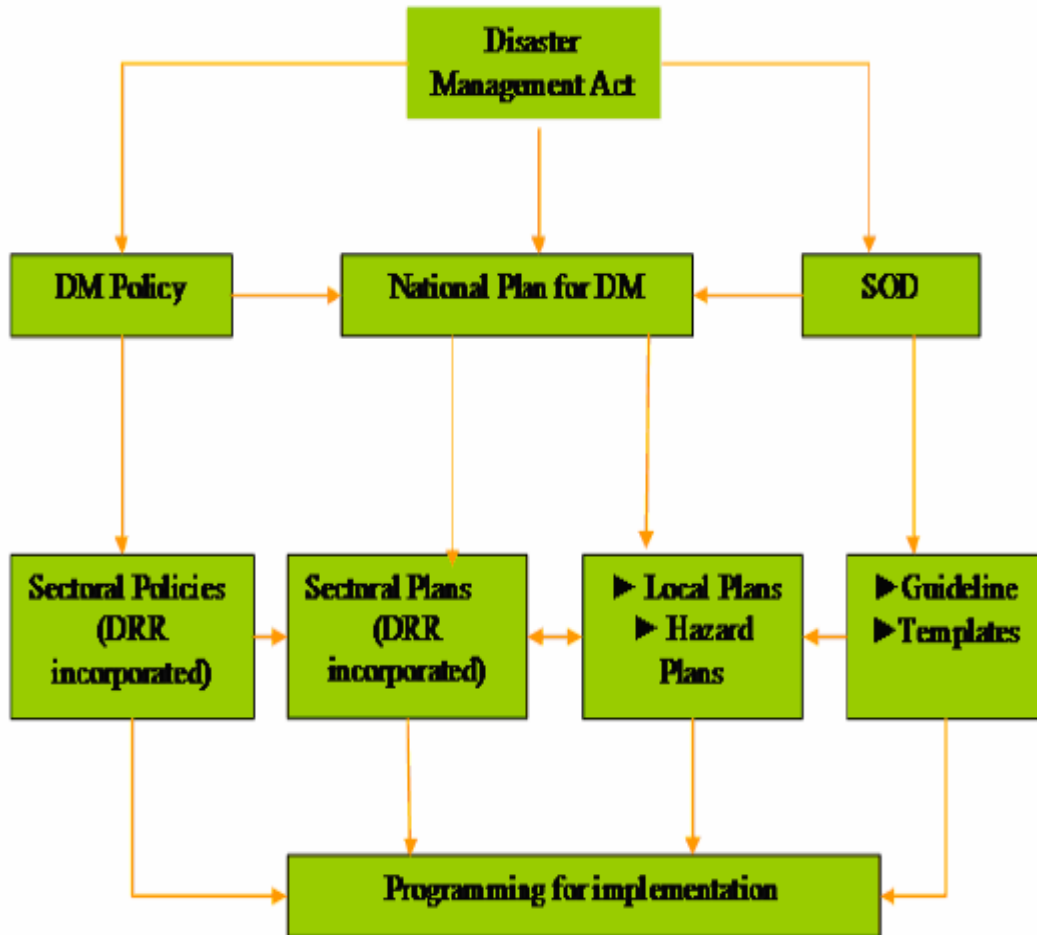 Disaster
Management Act
DM Policy
National Plan for DM
SOD
Sectoral Policies
(DRR
incorporated)
Sectoral Plans
(DRR
incorporated)
► Local Plans
► Hazard
Plans
►Guideline
►Templates
Programming for implementation